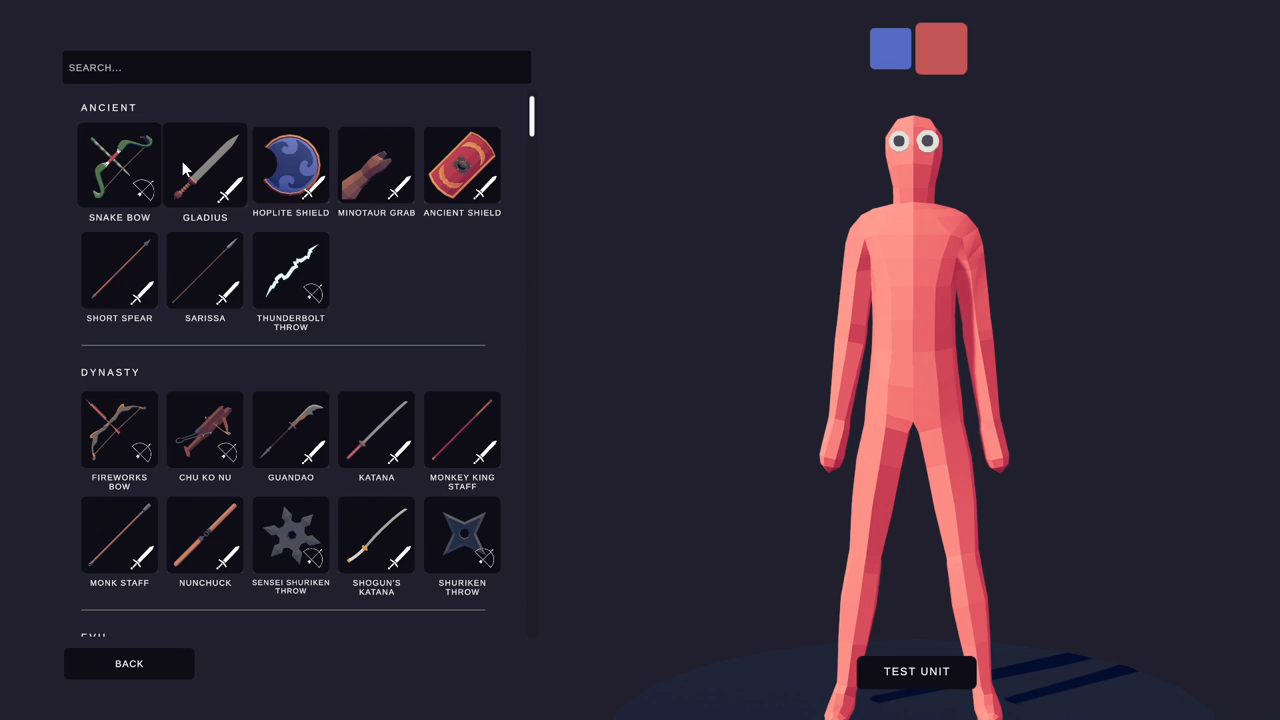 SEARCH...
ANCIENT
SNAKE BOW
GLADIUS
HOPLITE SHIELD
MINOTAUR GRAB
ANCIENT SHIELD
SHORT SPEAR
SARISSA
THUNDERBOLT
THROW
DYNASTY
FIREWORKS
BOW
CHU KO NU
GUANDAO
KATANA
MONKEY KING
STAFF
MONK STAFF
NUNCHUCK
SENSEI SHURIKEN
THROW
SHOGUN'S
KATANA
SHURIKEN
THROW
BACK
TEST UNIT